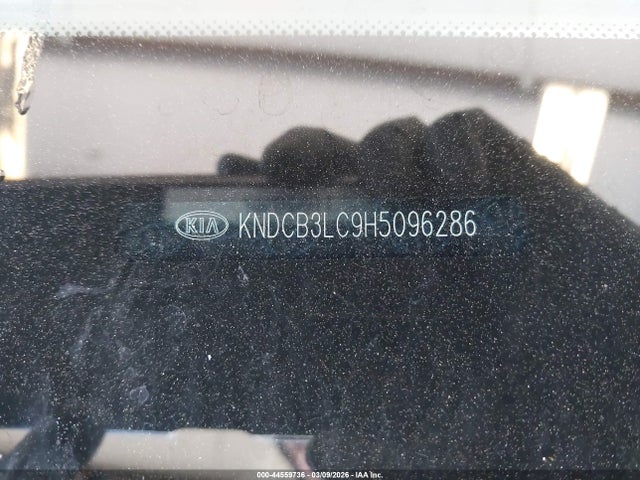 KIA KNDCB3LC9H5096286
000-44559736 - 03/09/2026 - IAA Inc.